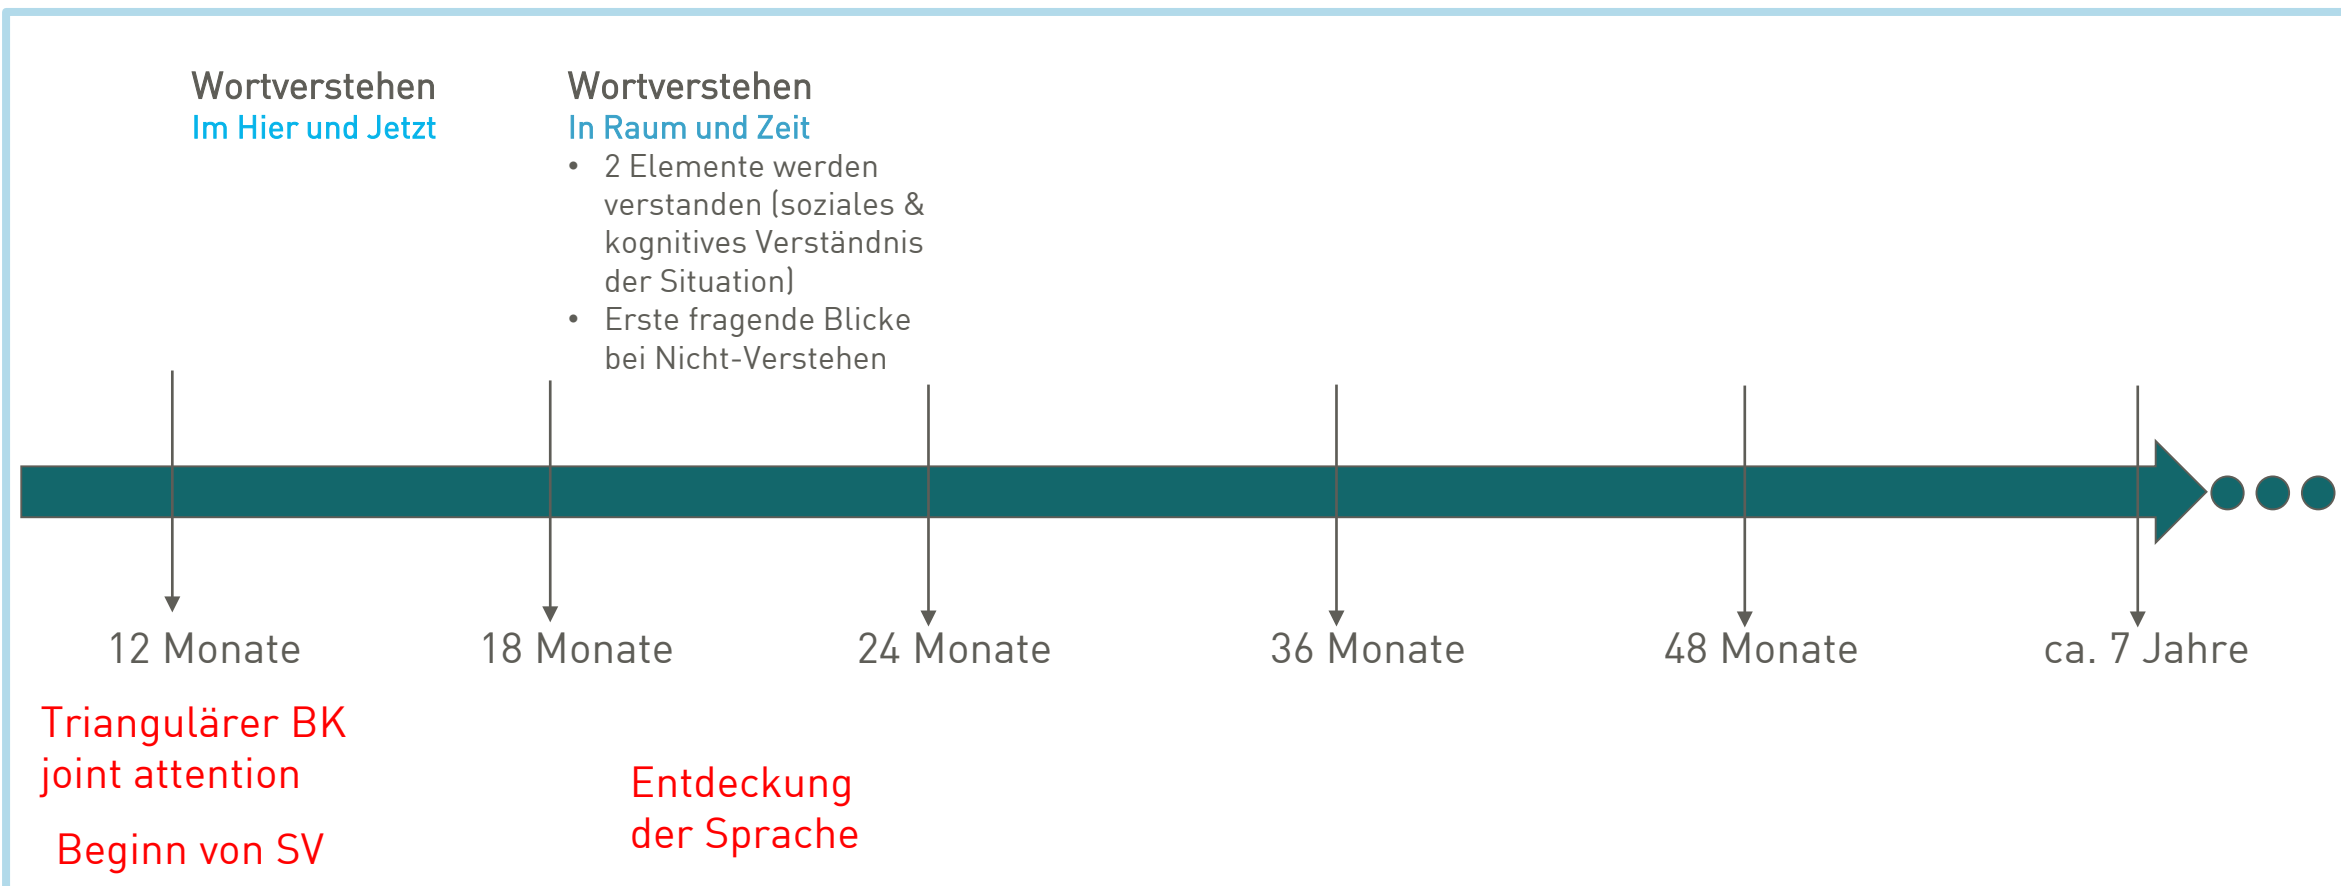 Wortverstehen
Im Hier und Jetzt
Wortverstehen
In Raum und Zeit
• 2 Elemente werden
verstanden (soziales &
kognitives Verständnis
der Situation)
• Erste fragende Blicke
bei Nicht-Verstehen
12 Monate
18 Monate
24 Monate
36 Monate
48 Monate
ca. 7 Jahre
Triangulärer BK
joint attention
Beginn von SV
Entdeckung
der Sprache